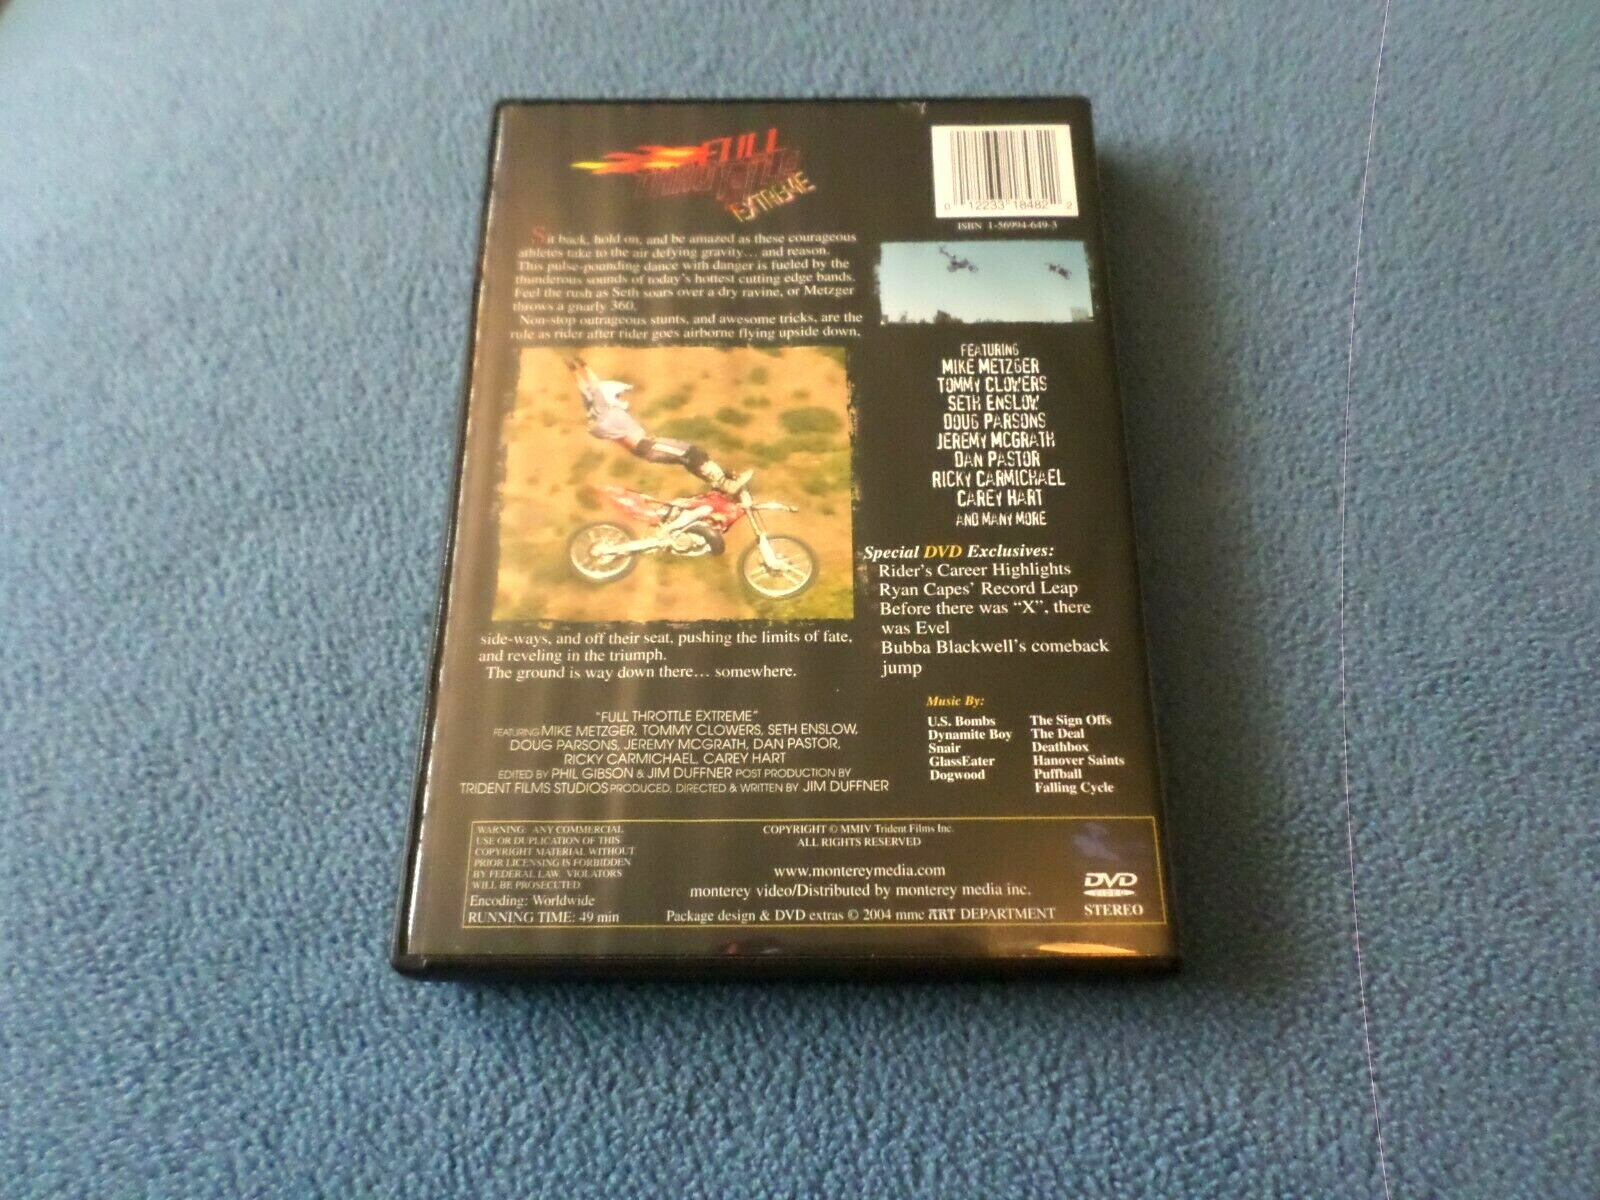 FULL
THROTTLE
EXTREME
0 12233 18482 2
ISBN 1-56994-649-3
Sit back, hold on, and be amazed as these courageous
athletes take to the air defying gravity... and reason.
This pulse-pounding dance with danger is fueled by the
thunderous sounds of today's hottest cutting edge bands.
Feel the rush as Seth soars over a dry ravine, or Metzger
throws a gnarly 360.
Non-stop outrageous stunts, and awesome tricks, are the
rule as rider after rider goes airborne flying upside down,
side-ways, and off their seat, pushing the limits of fate,
and reveling in the triumph.
The ground is way down there... somewhere.
FEATURING
MIKE METZGER
TOMMY CLOWERS
SETH ENSLOW
DOUG PARSONS
JEREMY MCGRATH
DAN PASTOR
RICKY CARMICHAEL
CAREY HART
AND MANY MORE
Special DVD Exclusives:
Rider's Career Highlights
Ryan Capes' Record Leap
Before there was "X", there
was Evel
Bubba Blackwell's comeback
jump
Music By:
U.S. Bombs
Dynamite Boy
Snair
GlassEater
Dogwood
The Sign Offs
The Deal
Deathbox
Hanover Saints
Puffball
Falling Cycle
"FULL THROTTLE EXTREME"
FEATURING MIKE METZGER, TOMMY CLOWERS, SETH ENSLOW,
DOUG PARSONS, JEREMY MCGRATH, DAN PASTOR,
RICKY CARMICHAEL, CAREY HART
EDITED BY PHIL GIBSON & JIM DUFFNER POST PRODUCTION BY
TRIDENT FILMS STUDIOS PRODUCED, DIRECTED & WRITTEN BY JIM DUFFNER
WARNING: ANY COMMERCIAL
USE OR DUPLICATION OF THIS
COPYRIGHT MATERIAL WITHOUT
PRIOR LICENSING IS FORBIDDEN
BY FEDERAL LAW. VIOLATORS
WILL BE PROSECUTED
Encoding: Worldwide
RUNNING TIME: 49 min
COPYRIGHT © MMIV Trident Films Inc.
ALL RIGHTS RESERVED
www.montereymedia.com
monterey video/Distributed by monterey media inc.
Package design & DVD extras © 2004 mmc ART DEPARTMENT
DVD
VIDEO
STEREO